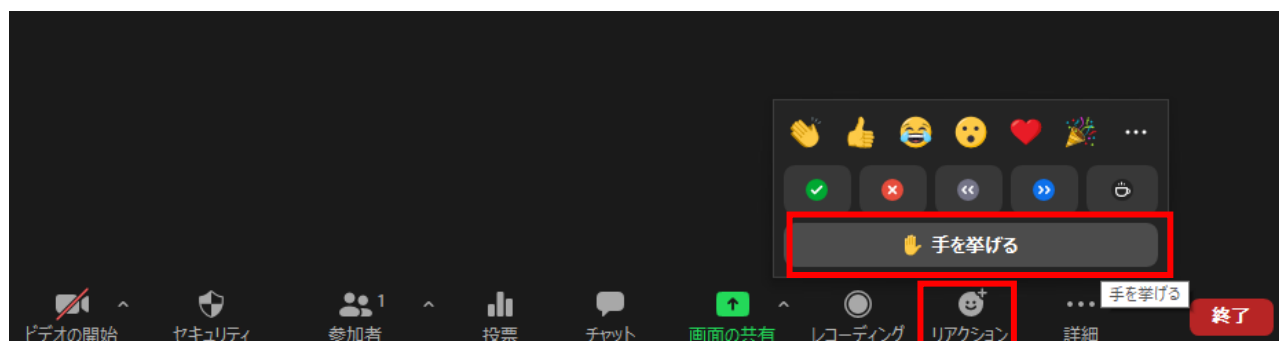 手を挙げる
手を挙げる
1
ビデオの開始 セキュリティ 参加者 投票 チャット 画面の共有 レコーディング リアクション 詳細 終了